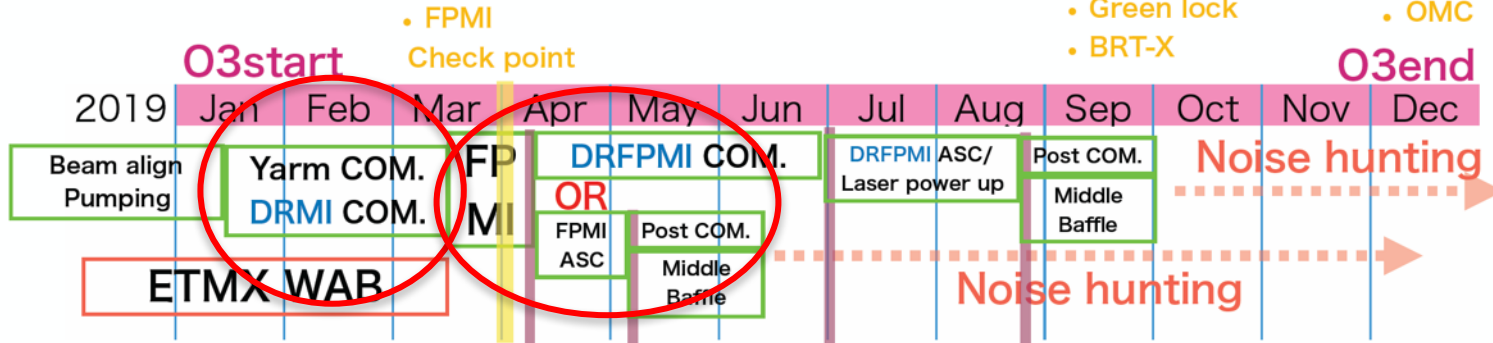 • FPMI
Check point
• Green lock
• BRT-X
• OMC
O3start
O3end
2019 Jan Feb Mar Apr May Jun Jul Aug Sep Oct Nov Dec
Beam align
Pumping
Yarm COM.
DRMI COM.
FP
MI
DRFPMI COM.
OR
FPMI
ASC
Post COM.
Middle
Baffle
DRFPMI ASC/
Laser power up
Post COM.
Middle
Baffle
Noise hunting
ETMX WAB
Noise hunting